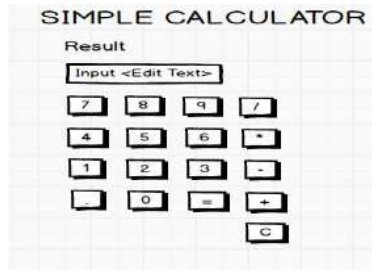 SIMPLE CALCULATOR
Result
Input <Edit Text>
7 8 9 /
4 5 6 *
1 2 3 -
. 0 = +
C